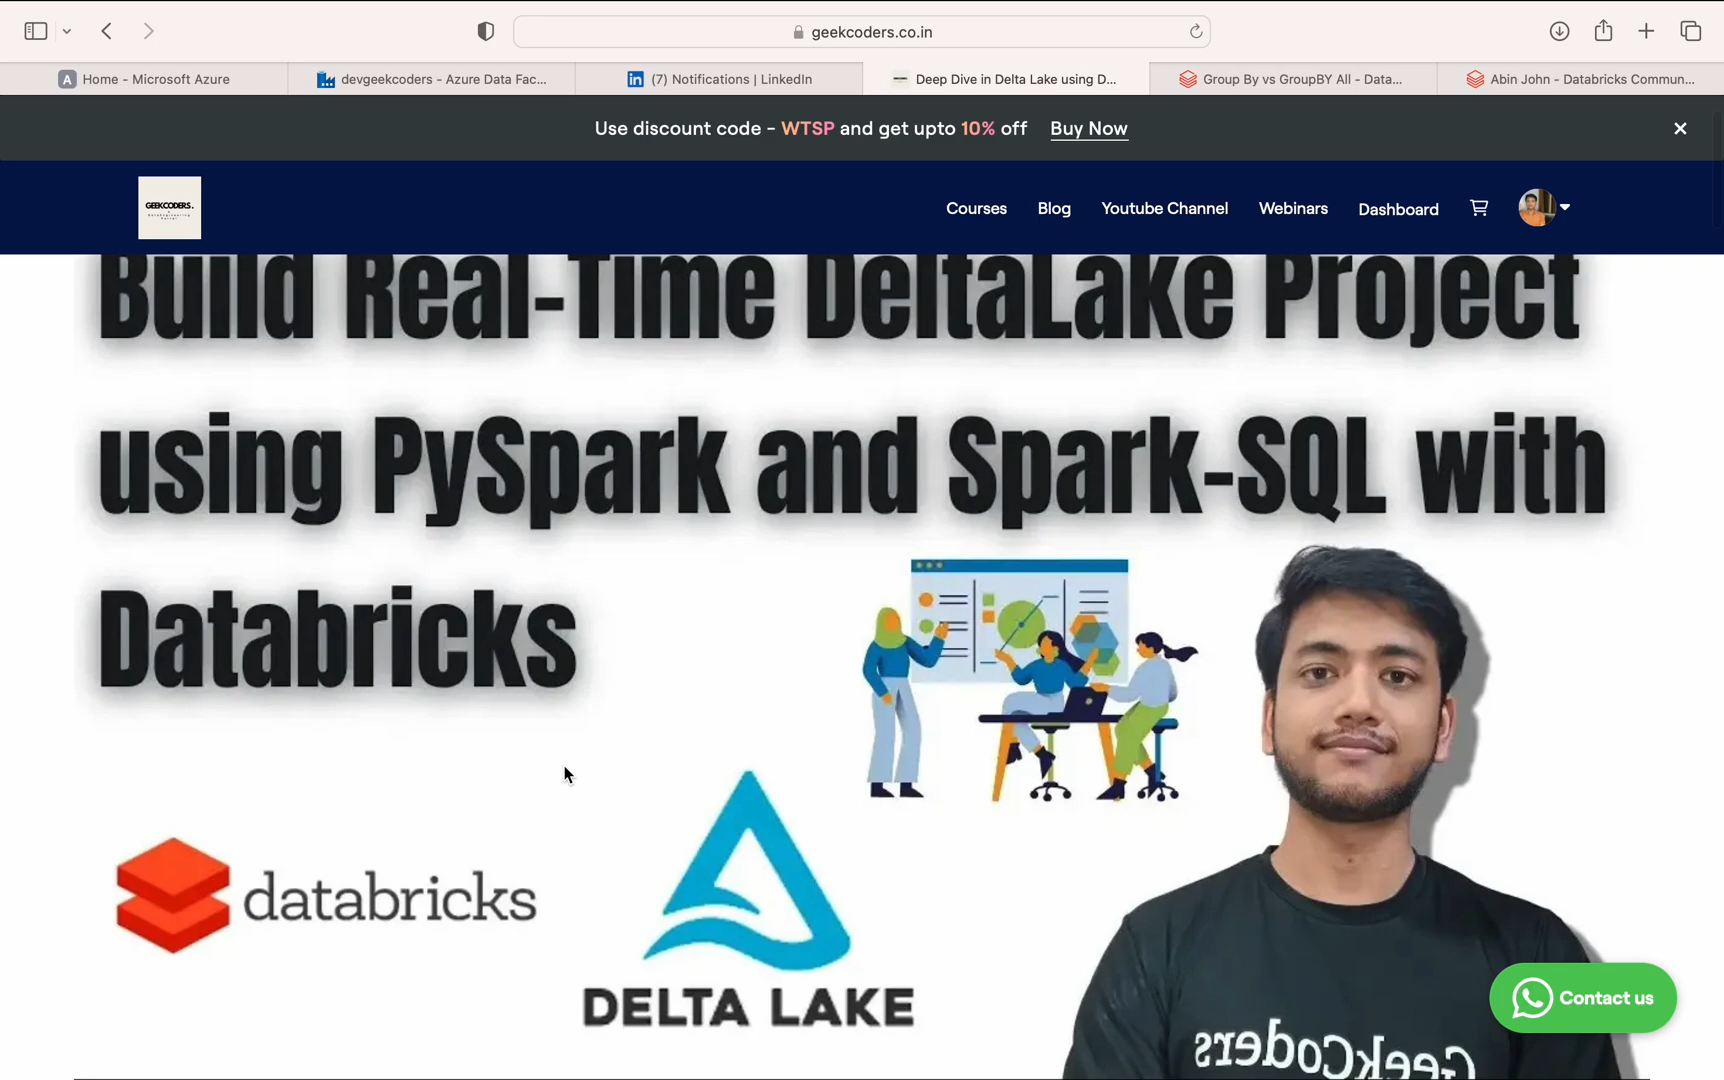 geekcoders.co.in
Home - Microsoft Azure
devgeekcoders - Azure Data Fac...
(7) Notifications | LinkedIn
Deep Dive in Delta Lake using D...
Group By vs GroupBY All - Data...
Abin John - Databricks Commun...
Use discount code - WTSP and get upto 10% off Buy Now
GEEKCODERS.
Courses
Blog
Youtube Channel
Webinars
Dashboard
Build Real-Time DeltaLake Project
using PySpark and Spark-SQL with
Databricks
databricks
DELTA LAKE
GeekCoders
Contact us